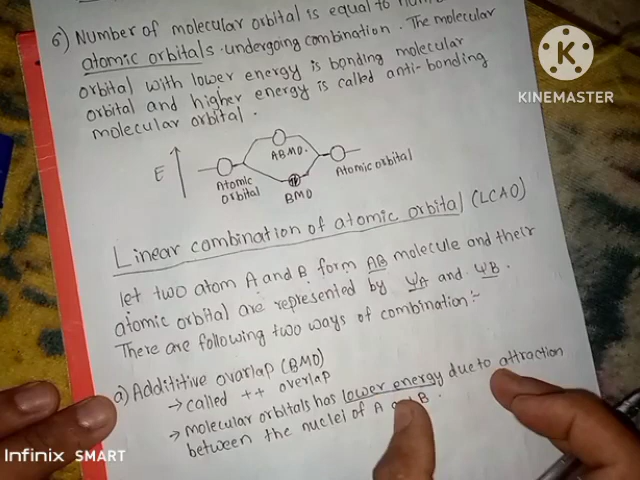 6) Number of molecular orbital is equal to
atomic orbitals undergoing combination. The molecular
orbital with lower energy is bonding molecular
orbital and higher energy is called anti-bonding
molecular orbital.
KINEMASTER
E
ABMO.
Atomic orbital
BMO
Atomic orbital
Linear combination of atomic orbital (LCAO)
let two atom A and B form AB molecule and their
atomic orbital are represented by ΨA and ΨB.
There are following two ways of combination:-
a) Addititive ovarlap (BMO)
→ called ++ overlap
→ molecular orbitals has lower energy due to attraction
between the nuclei of A B.
Infinix SMART